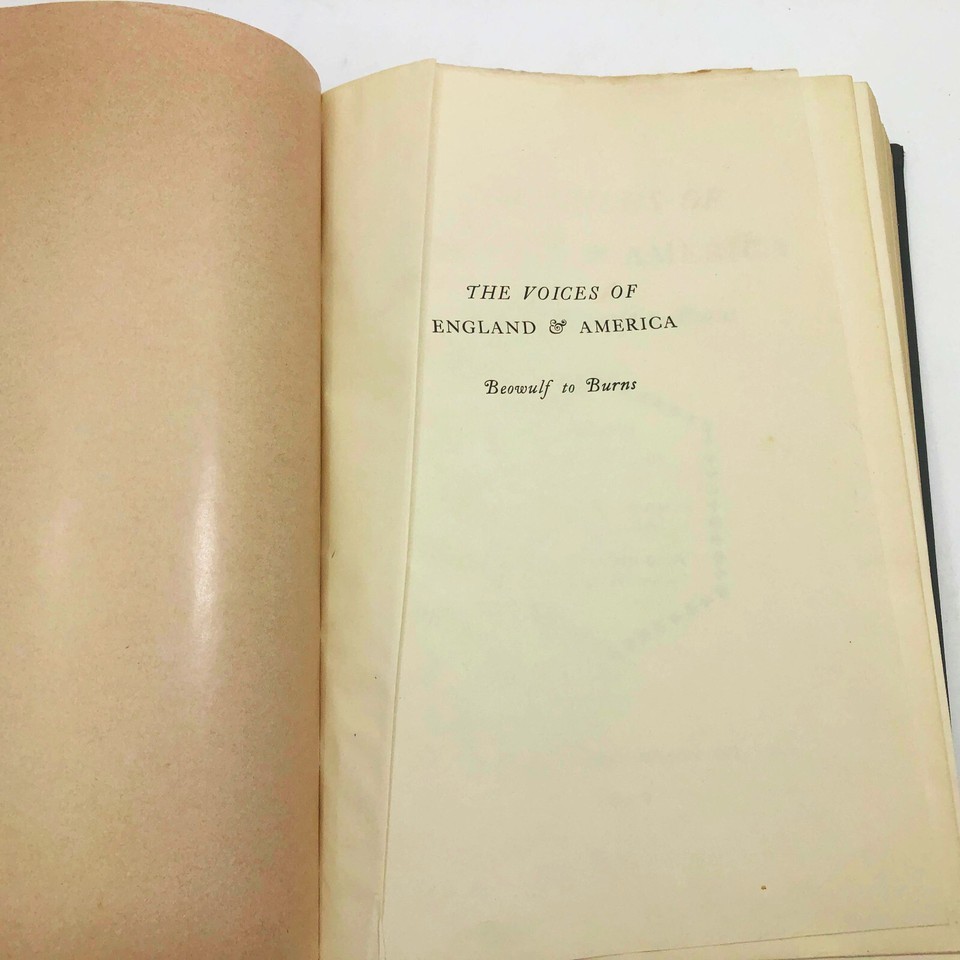 THE VOICES OF
ENGLAND & AMERICA
Beowulf to Burns